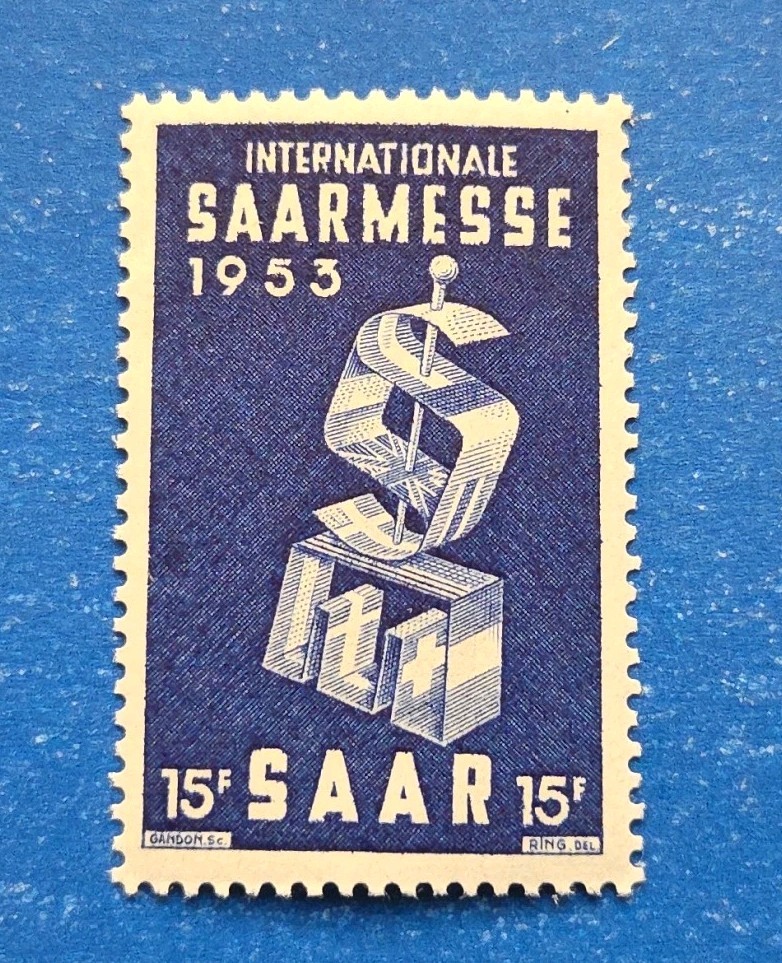 INTERNATIONALE
SAARMESSE
1953
15F SAAR 15F
GANDON.Sc. RING.DEL.